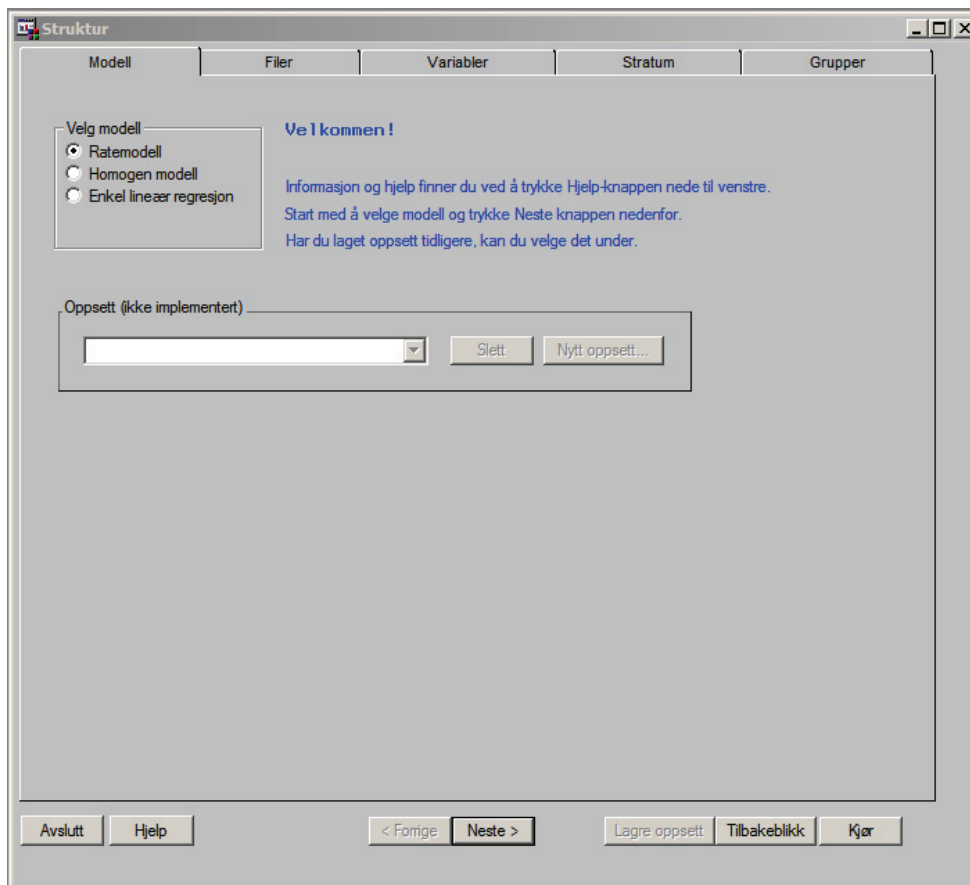 Struktur
Modell Filer Variabler Stratum Grupper
Velg modell
Ratemodell
Homogen modell
Enkel lineær regresjon
Velkommen!
Informasjon og hjelp finner du ved å trykke Hjelp-knappen nede til venstre.
Start med å velge modell og trykke Neste knappen nedenfor.
Har du laget oppsett tidligere, kan du velge det under.
Oppsett (ikke implementert)
Slett Nytt oppsett...
Avslutt Hjelp < Forrige Neste > Lagre oppsett Tilbakeblikk Kjør